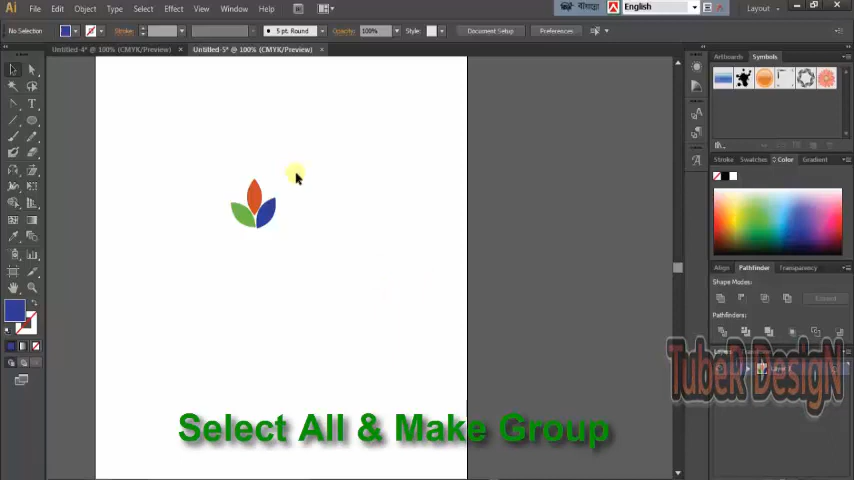 Ai File Edit Object Type Select Effect View Window English Layout
No Selection Stroke: 5 pt. Round Opacity: 100% Style: Document Setup Preferences
Untitled-4* @ 100% (CMYK/Preview) × Untitled-5* @ 100% (CMYK/Preview) ×
Artboards Symbols
Stroke Swatches Color Gradient
Align Pathfinder Transparency
Shape Modes:
Expand
Pathfinders:
Layers
TubeR DesigN
Select All & Make Group